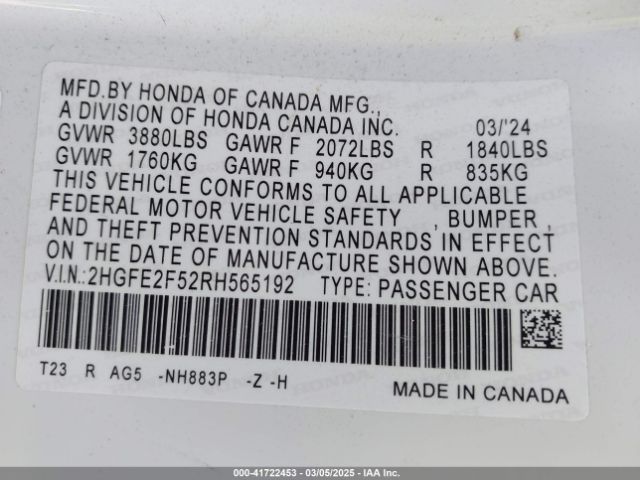 MFD.BY HONDA OF CANADA MFG.,
A DIVISION OF HONDA CANADA INC. 03/'24
GVWR 3880LBS GAWR F 2072LBS R 1840LBS
GVWR 1760KG GAWR F 940KG R 835KG
THIS VEHICLE CONFORMS TO ALL APPLICABLE
FEDERAL MOTOR VEHICLE SAFETY , BUMPER ,
AND THEFT PREVENTION STANDARDS IN EFFECT
ON THE DATE OF MANUFACTURE SHOWN ABOVE.
V.I.N.:2HGFE2F52RH565192 TYPE: PASSENGER CAR
T23 R AG5 -NH883P -Z -H
MADE IN CANADA
000-41722453 - 03/05/2025 - IAA Inc.